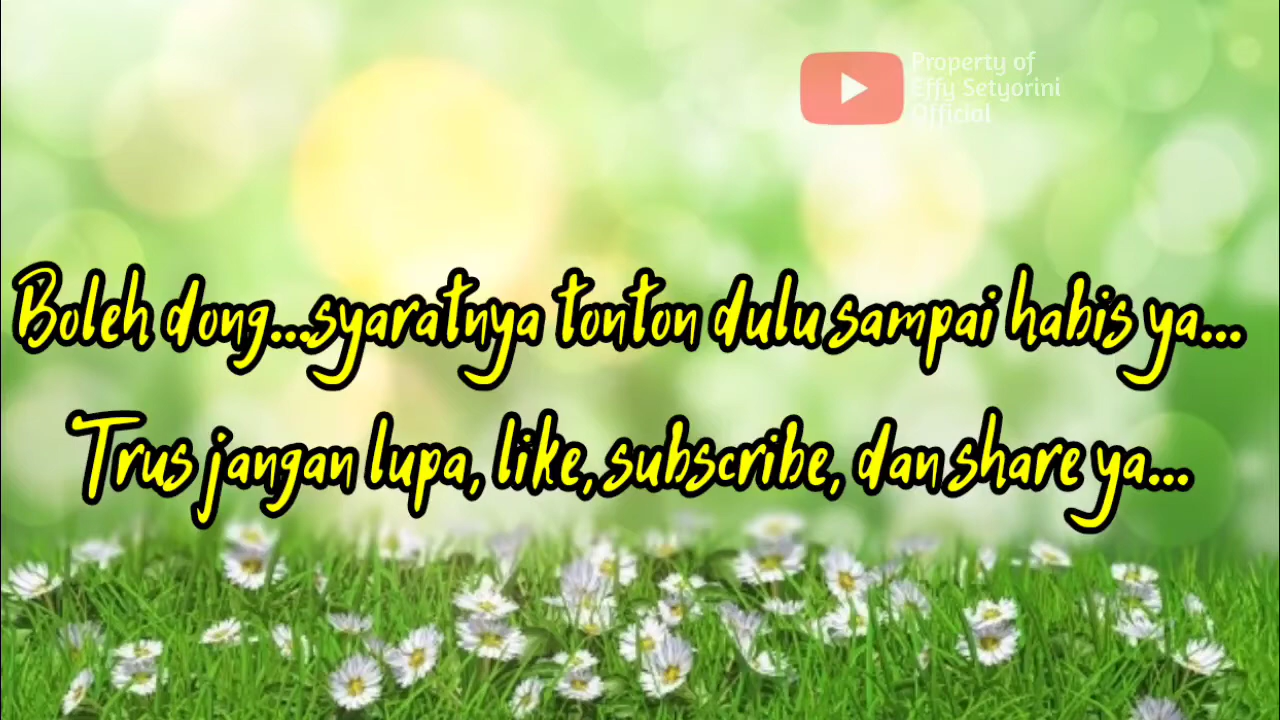 Property of
Effy Setyorini
Official
Boleh dong...syaratnya tonton dulu sampai habis ya...
Trus jangan lupa, like, subscribe, dan share ya...